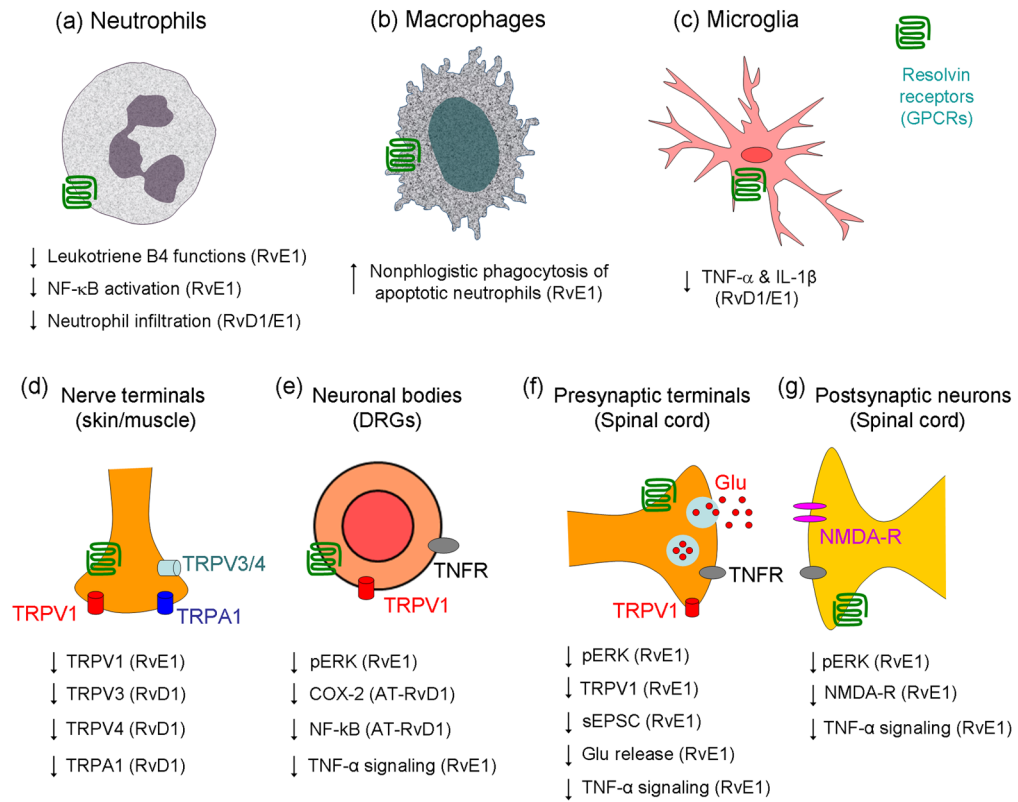 (a) Neutrophils
(b) Macrophages
(c) Microglia
Resolvin
receptors
(GPCRs)
↓ Leukotriene B4 functions (RvE1)
↓ NF-κB activation (RvE1)
↓ Neutrophil infiltration (RvD1/E1)
↑ Nonphlogistic phagocytosis of
apoptotic neutrophils (RvE1)
↓ TNF-α & IL-1β
(RvD1/E1)
(d) Nerve terminals
(skin/muscle)
TRPV3/4
TRPV1
TRPA1
↓ TRPV1 (RvE1)
↓ TRPV3 (RvD1)
↓ TRPV4 (RvD1)
↓ TRPA1 (RvD1)
(e) Neuronal bodies
(DRGs)
TNFR
TRPV1
↓ pERK (RvE1)
↓ COX-2 (AT-RvD1)
↓ NF-kB (AT-RvD1)
↓ TNF-α signaling (RvE1)
(f) Presynaptic terminals
(Spinal cord)
Glu
TNFR
TRPV1
↓ pERK (RvE1)
↓ TRPV1 (RvE1)
↓ sEPSC (RvE1)
↓ Glu release (RvE1)
↓ TNF-α signaling (RvE1)
(g) Postsynaptic neurons
(Spinal cord)
NMDA-R
↓ pERK (RvE1)
↓ NMDA-R (RvE1)
↓ TNF-α signaling (RvE1)